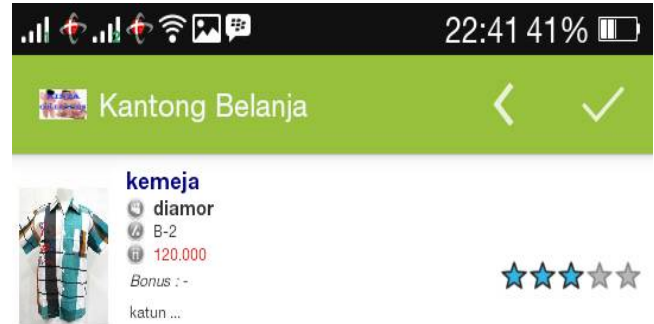 22:41 41%
Kantong Belanja
kemeja
diamor
B-2
120.000
Bonus : -
katun ...